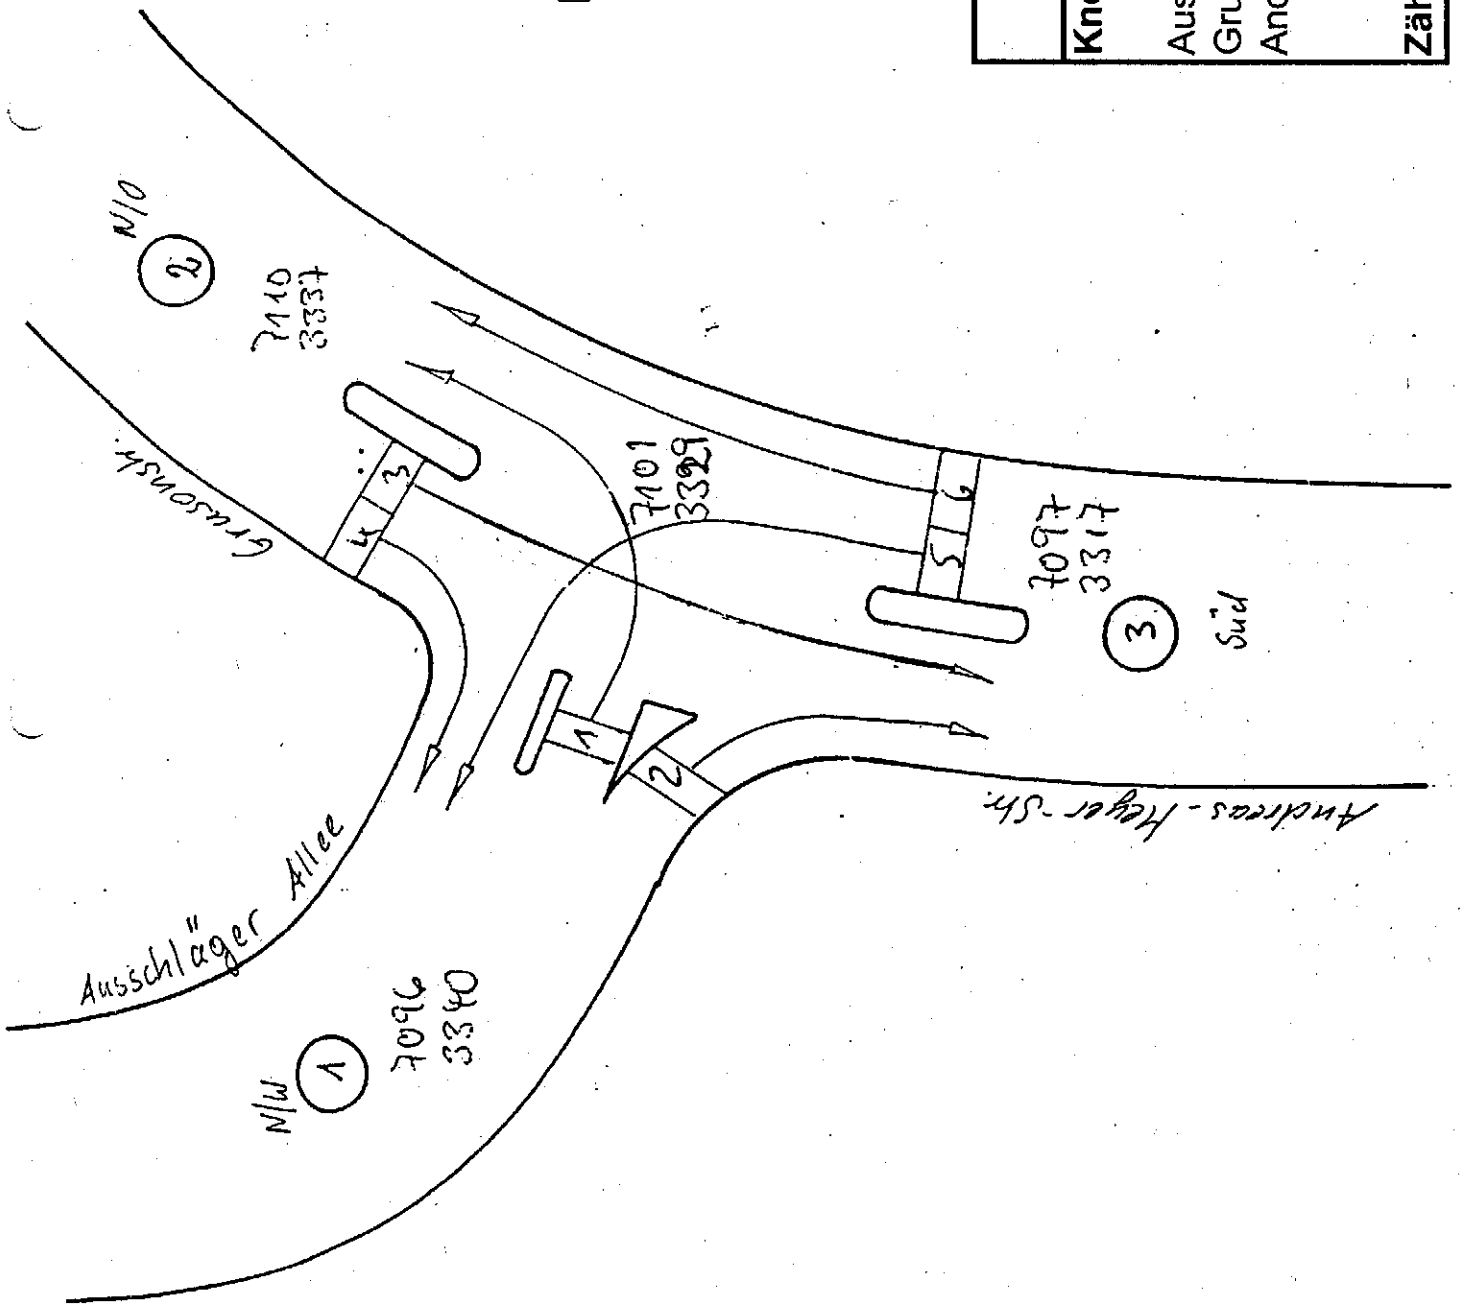 N/O
2
7110
3337
Grusonstr.
3
4
7101
3329
5
6
7097
3317
3
Süd
1
2
Andreas-Meyer-Str.
Ausschläger Allee
N/W
1
7096
3340
Kno
Aus
Gru
And
Zäh